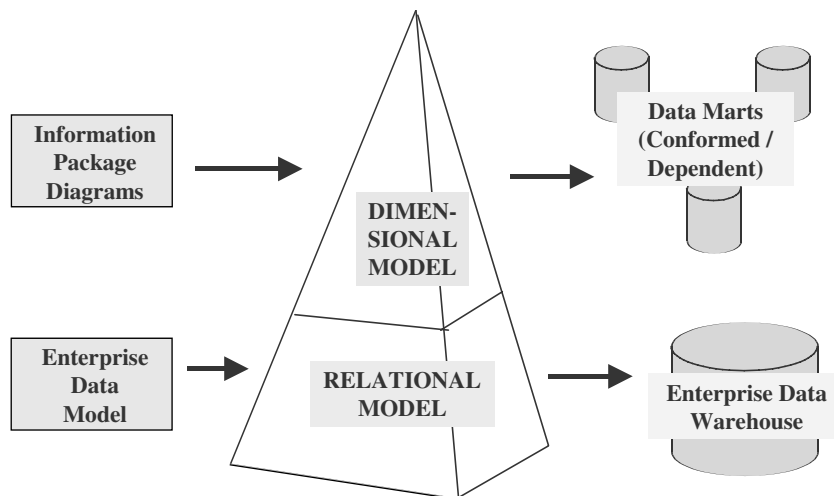 Information
Package
Diagrams
DIMEN-
SIONAL
MODEL
Data Marts
(Conformed /
Dependent)
Enterprise
Data
Model
RELATIONAL
MODEL
Enterprise Data
Warehouse